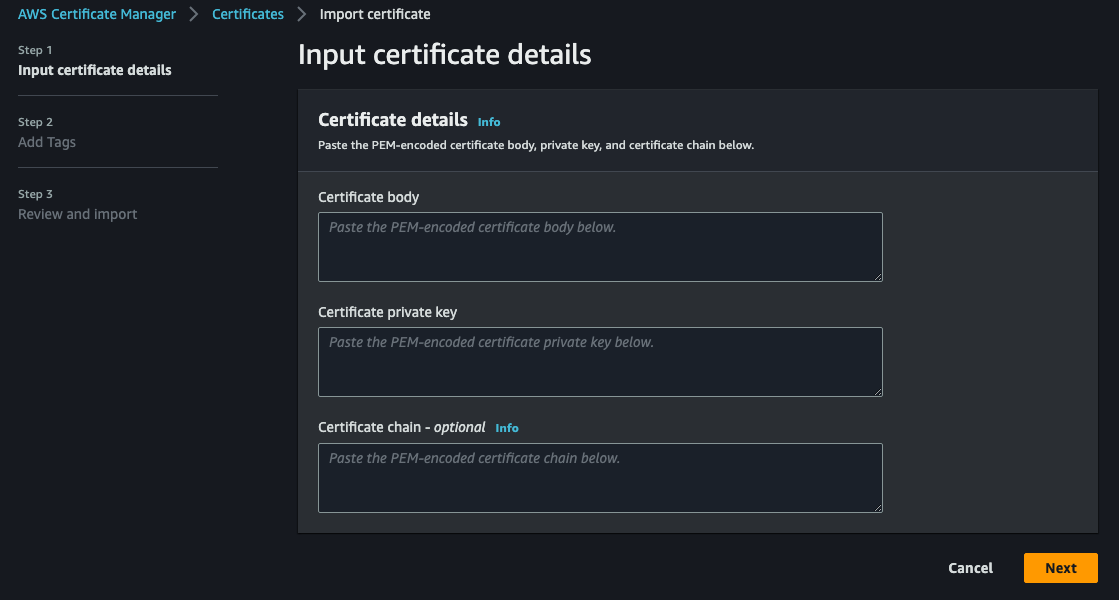 AWS Certificate Manager > Certificates > Import certificate
Step 1
Input certificate details
Step 2
Add Tags
Step 3
Review and import
Input certificate details
Certificate details Info
Paste the PEM-encoded certificate body, private key, and certificate chain below.
Certificate body
Paste the PEM-encoded certificate body below.
Certificate private key
Paste the PEM-encoded certificate private key below.
Certificate chain - optional Info
Paste the PEM-encoded certificate chain below.
Cancel Next